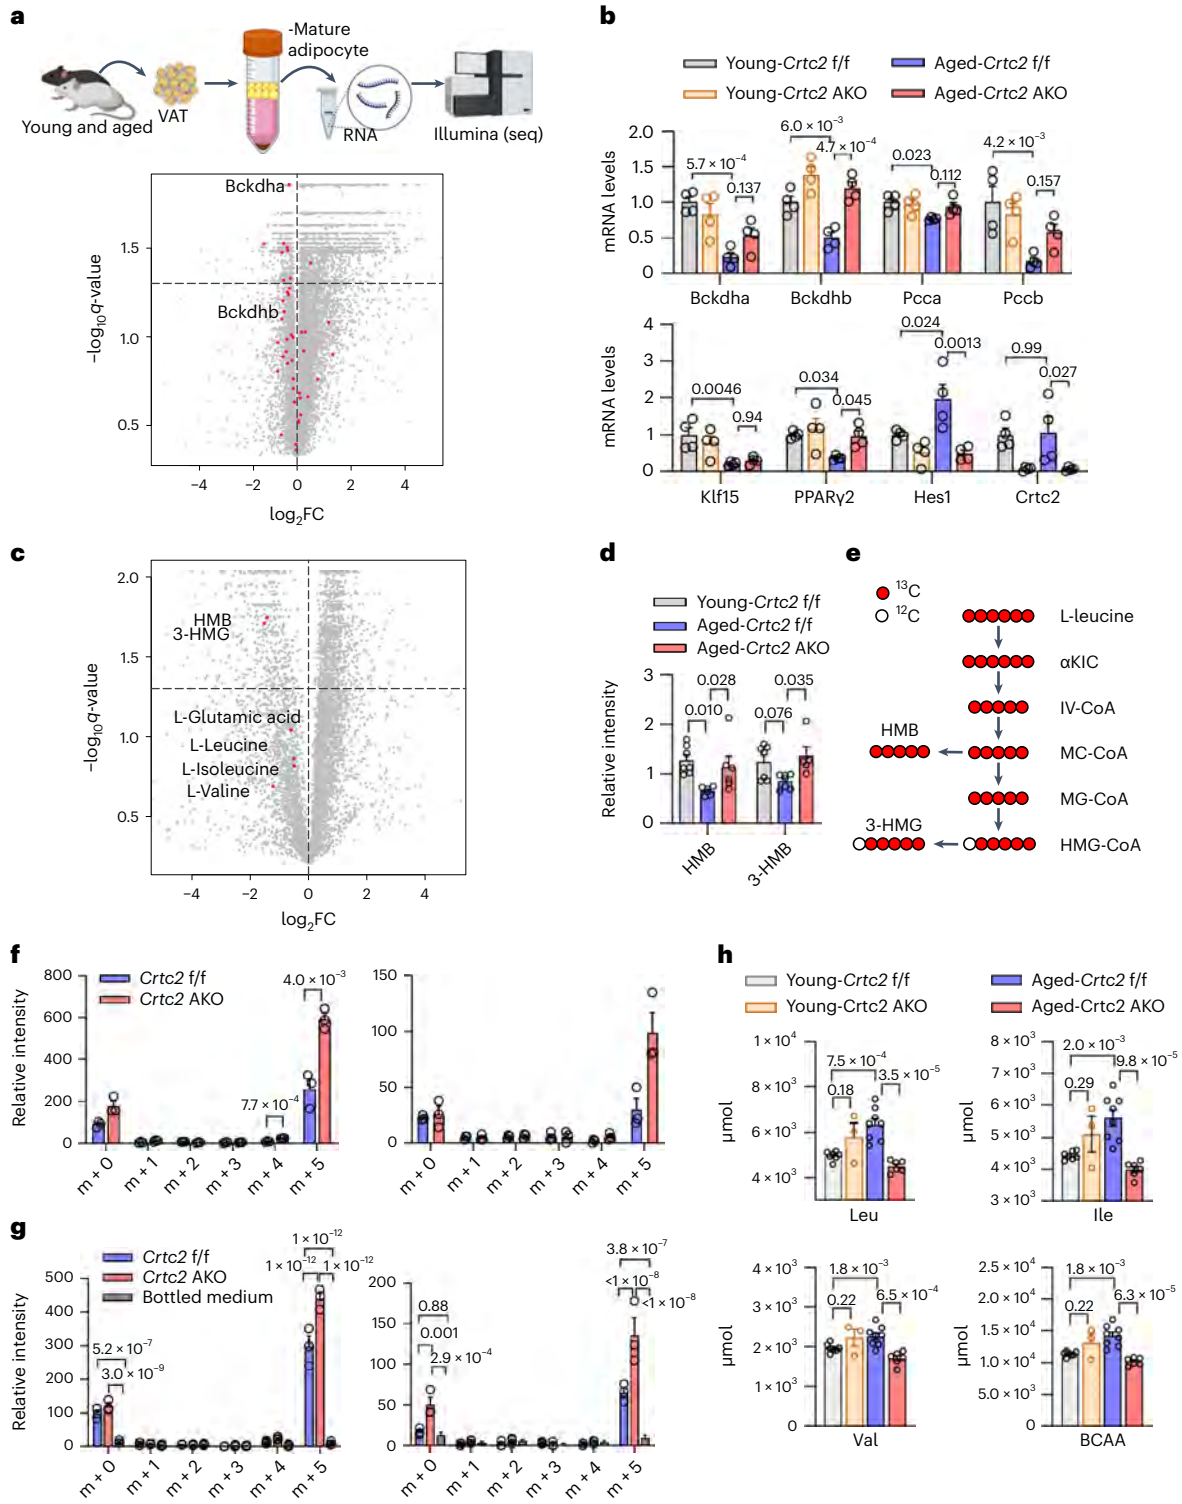 a
-Mature
adipocyte
Young and aged
VAT
RNA
Illumina (seq)
Bckdha
Bckdhb
−log10q-value
1.5
1.0
0.5
−4 −2 0 2 4
log2FC
b
Young-Crtc2 f/f
Aged-Crtc2 f/f
Young-Crtc2 AKO
Aged-Crtc2 AKO
mRNA levels
2.0
1.5
1.0
0.5
0
5.7 × 10−4
0.137
6.0 × 10−3
4.7 × 10−4
0.023
0.112
4.2 × 10−3
0.157
Bckdha Bckdhb Pcca Pccb
mRNA levels
4
3
2
1
0
0.0046
0.94
0.034
0.045
0.024
0.0013
0.99
0.027
Klf15 PPARγ2 Hes1 Crtc2
c
−log10q-value
2.0
1.5
1.0
0.5
HMB
3-HMG
L-Glutamic acid
L-Leucine
L-Isoleucine
L-Valine
−4 −2 0 2 4
log2FC
d
Young-Crtc2 f/f
Aged-Crtc2 f/f
Aged-Crtc2 AKO
Relative intensity
3
2
1
0
0.010
0.028
0.076
0.035
HMB 3-HMG
e
13C
12C
L-leucine
αKIC
IV-CoA
HMB
MC-CoA
MG-CoA
3-HMG
HMG-CoA
f
Crtc2 f/f
Crtc2 AKO
Relative intensity
800
600
400
200
0
7.7 × 10−4
4.0 × 10−3
m + 0 m + 1 m + 2 m + 3 m + 4 m + 5
150
100
50
0
m + 0 m + 1 m + 2 m + 3 m + 4 m + 5
g
Crtc2 f/f
Crtc2 AKO
Bottled medium
Relative intensity
500
400
300
200
100
0
5.2 × 10−7
3.0 × 10−9
1 × 10−12
1 × 10−12 1 × 10−12
m + 0 m + 1 m + 2 m + 3 m + 4 m + 5
200
150
100
50
0
0.88
0.001
2.9 × 10−4
3.8 × 10−7
<1 × 10−8
<1 × 10−8
m + 0 m + 1 m + 2 m + 3 m + 4 m + 5
h
Young-Crtc2 f/f
Aged-Crtc2 f/f
Young-Crtc2 AKO
Aged-Crtc2 AKO
µmol
1 × 10⁴
8 × 10³
6 × 10³
4 × 10³
7.5 × 10−4
0.18
3.5 × 10−5
Leu
µmol
8 × 10³
7 × 10³
6 × 10³
5 × 10³
4 × 10³
3 × 10³
2.0 × 10−3
0.29
9.8 × 10−5
Ile
µmol
4 × 10³
3 × 10³
2 × 10³
1 × 10³
0
1.8 × 10−3
0.22
6.5 × 10−4
Val
µmol
2.5 × 10⁴
2.0 × 10⁴
1.5 × 10⁴
1.0 × 10⁴
5.0 × 10³
0
1.8 × 10−3
0.22
6.3 × 10−5
BCAA